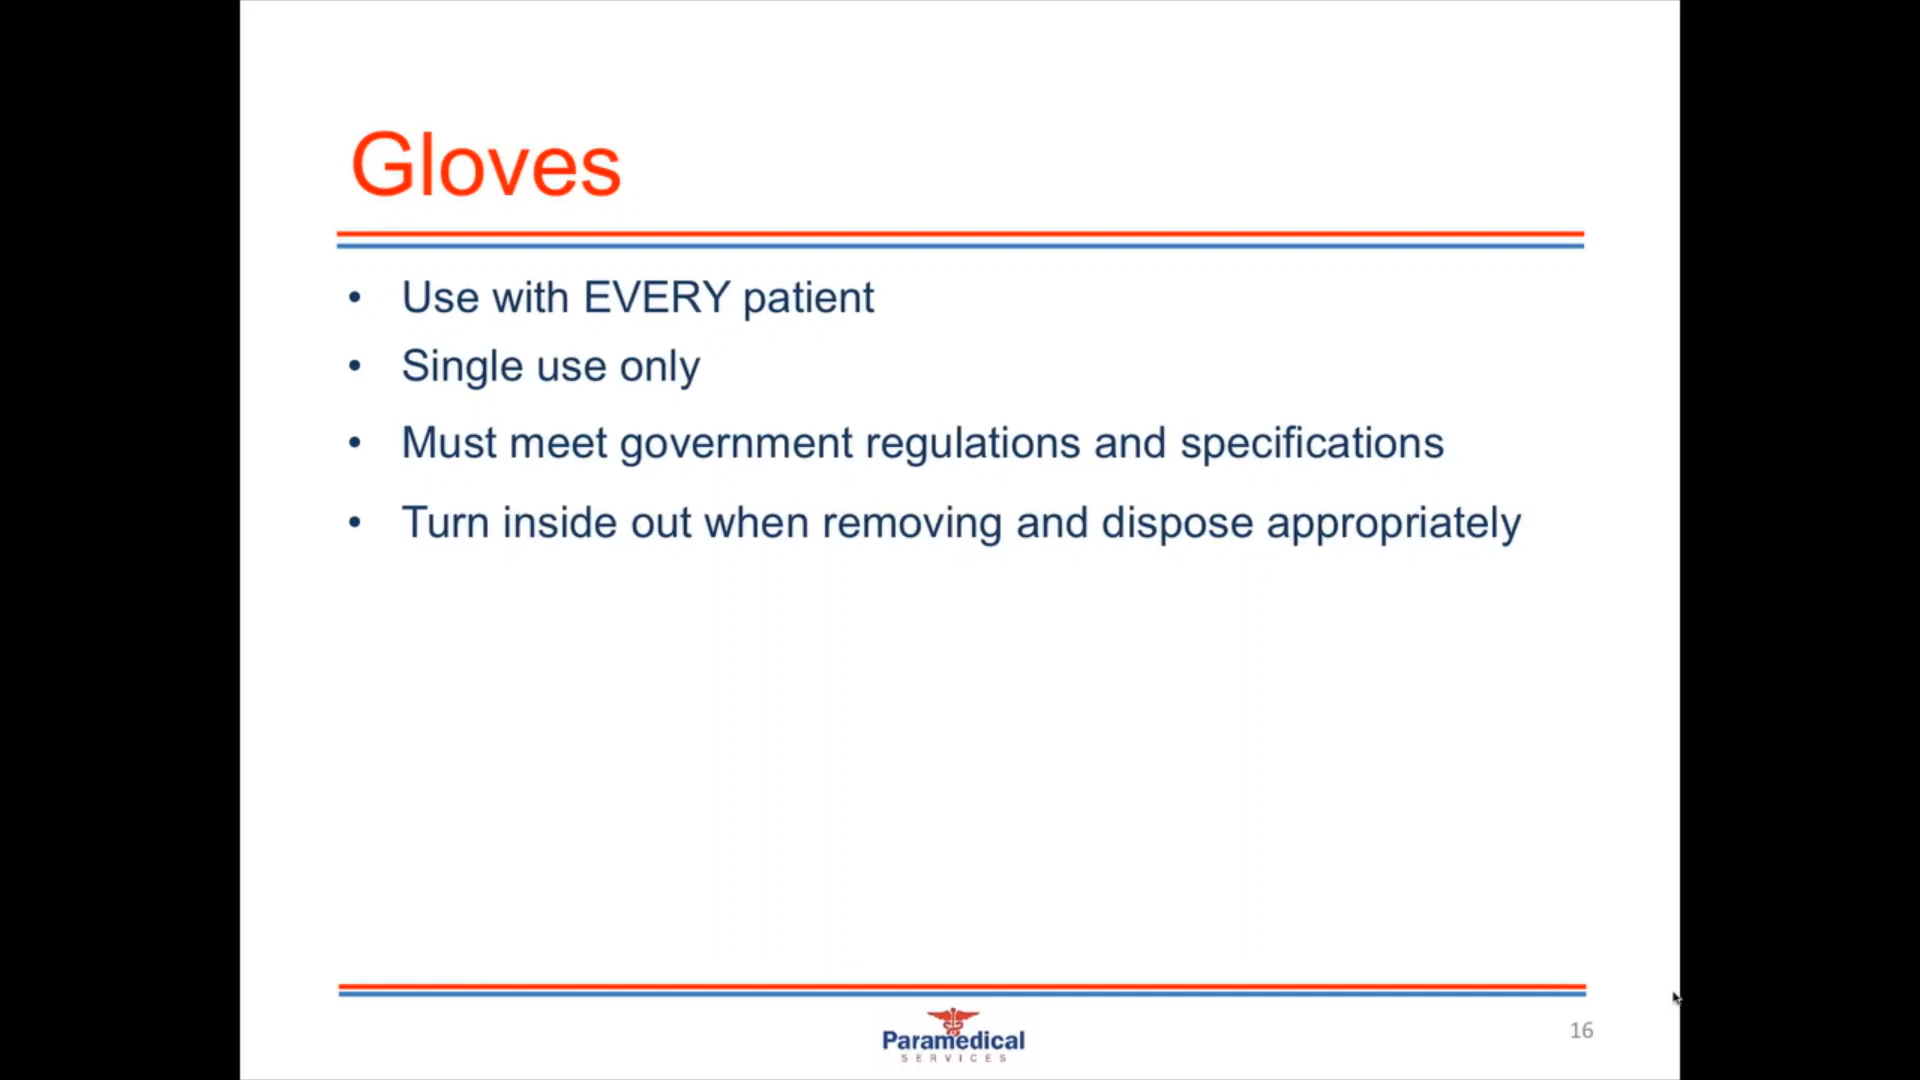 Gloves
• Use with EVERY patient
• Single use only
• Must meet government regulations and specifications
• Turn inside out when removing and dispose appropriately
Paramedical
SERVICES
16